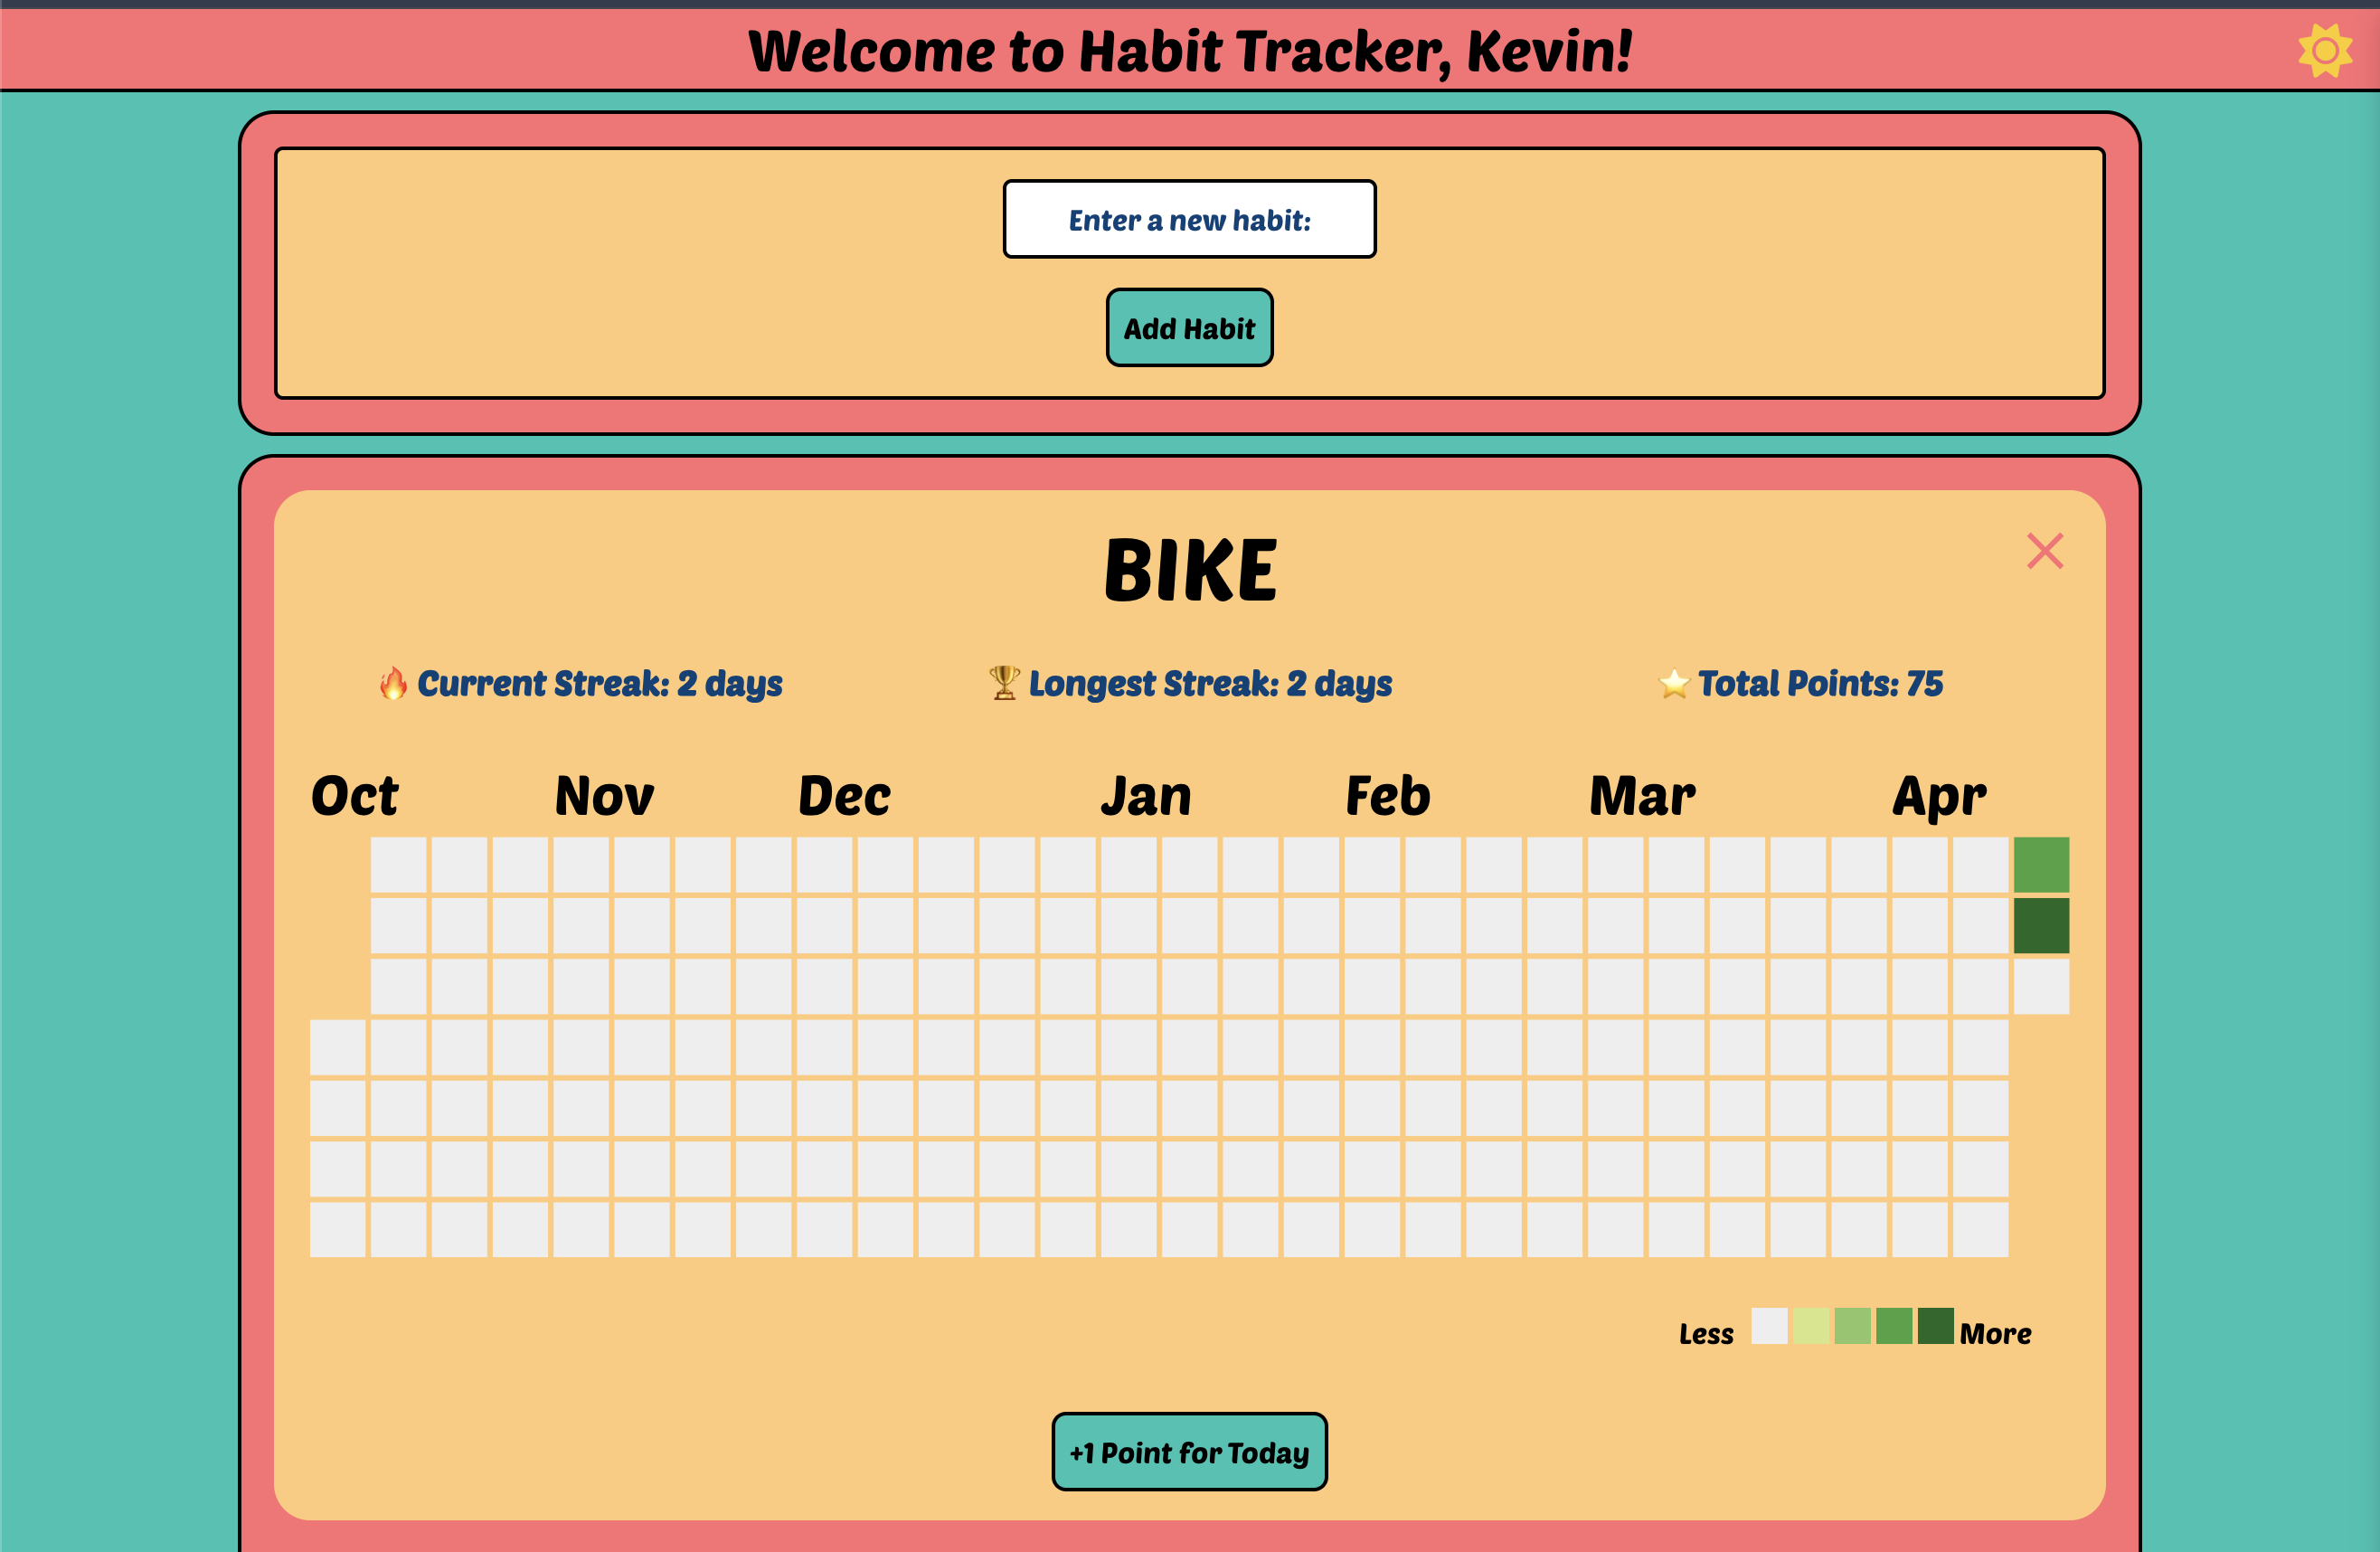 Welcome to Habit Tracker, Kevin!
Enter a new habit:
Add Habit
BIKE
🔥 Current Streak: 2 days
🏆 Longest Streak: 2 days
⭐ Total Points: 75
Oct Nov Dec Jan Feb Mar Apr
Less More
+1 Point for Today